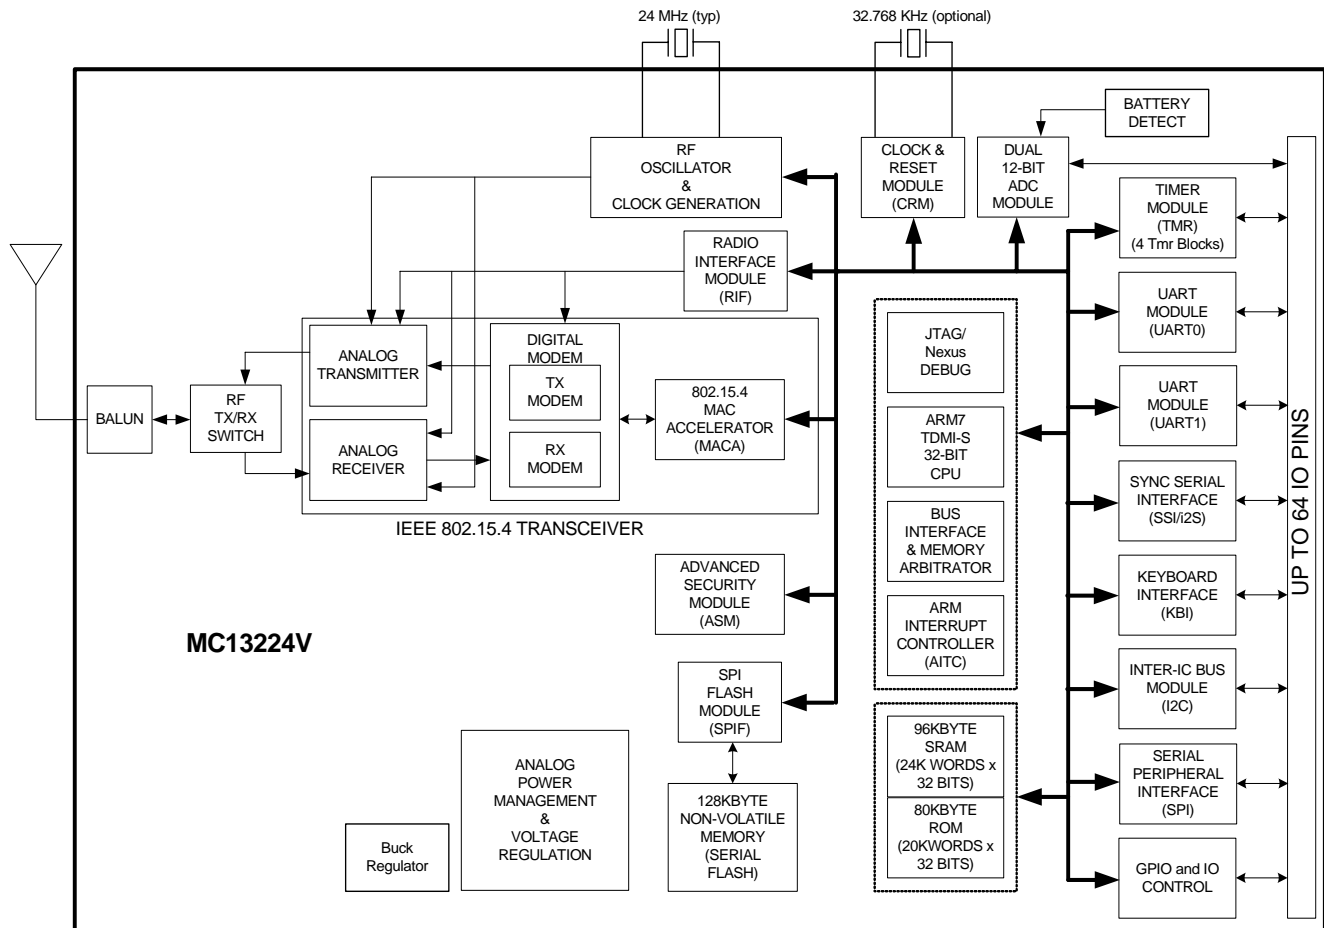 24 MHz (typ)
32.768 KHz (optional)
BATTERY
DETECT
RF
OSCILLATOR
&
CLOCK GENERATION
CLOCK &
RESET
MODULE
(CRM)
DUAL
12-BIT
ADC
MODULE
TIMER
MODULE
(TMR)
(4 Tmr Blocks)
RADIO
INTERFACE
MODULE
(RIF)
UART
MODULE
(UART0)
JTAG/
Nexus
DEBUG
ANALOG
TRANSMITTER
DIGITAL
MODEM
TX
MODEM
RX
MODEM
802.15.4
MAC
ACCELERATOR
(MACA)
BALUN
RF
TX/RX
SWITCH
ANALOG
RECEIVER
IEEE 802.15.4 TRANSCEIVER
ARM7
TDMI-S
32-BIT
CPU
UART
MODULE
(UART1)
BUS
INTERFACE
& MEMORY
ARBITRATOR
SYNC SERIAL
INTERFACE
(SSI/i2S)
UP TO 64 IO PINS
ADVANCED
SECURITY
MODULE
(ASM)
ARM
INTERRUPT
CONTROLLER
(AITC)
KEYBOARD
INTERFACE
(KBI)
MC13224V
SPI
FLASH
MODULE
(SPIF)
INTER-IC BUS
MODULE
(I2C)
96KBYTE
SRAM
(24K WORDS x
32 BITS)
80KBYTE
ROM
(20KWORDS x
32 BITS)
SERIAL
PERIPHERAL
INTERFACE
(SPI)
ANALOG
POWER
MANAGEMENT
&
VOLTAGE
REGULATION
Buck
Regulator
128KBYTE
NON-VOLATILE
MEMORY
(SERIAL
FLASH)
GPIO and IO
CONTROL